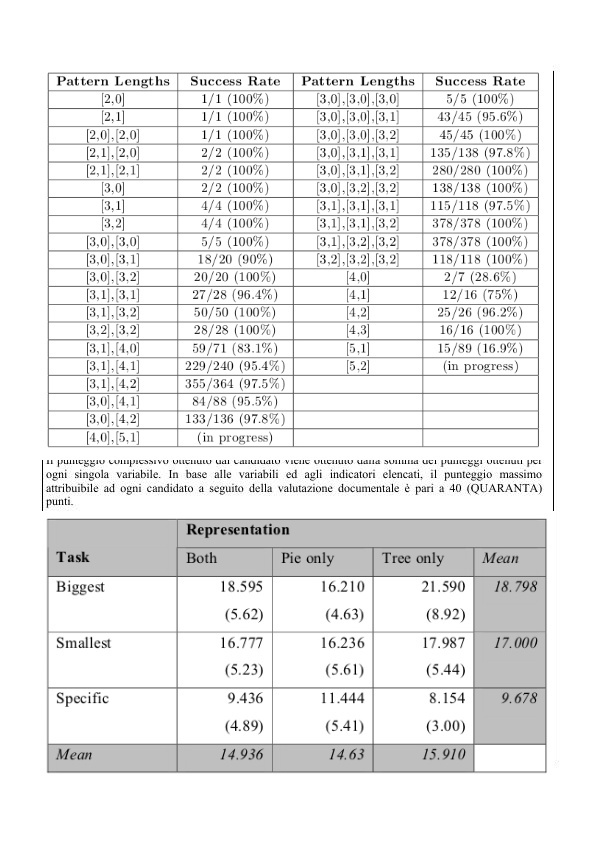 Pattern Lengths Success Rate Pattern Lengths Success Rate
[2,0] 1/1 (100%) [3,0],[3,0],[3,0] 5/5 (100%)
[2,1] 1/1 (100%) [3,0],[3,0],[3,1] 43/45 (95.6%)
[2,0],[2,0] 1/1 (100%) [3,0],[3,0],[3,2] 45/45 (100%)
[2,1],[2,0] 2/2 (100%) [3,0],[3,1],[3,1] 135/138 (97.8%)
[2,1],[2,1] 2/2 (100%) [3,0],[3,1],[3,2] 280/280 (100%)
[3,0] 2/2 (100%) [3,0],[3,2],[3,2] 138/138 (100%)
[3,1] 4/4 (100%) [3,1],[3,1],[3,1] 115/118 (97.5%)
[3,2] 4/4 (100%) [3,1],[3,1],[3,2] 378/378 (100%)
[3,0],[3,0] 5/5 (100%) [3,1],[3,2],[3,2] 378/378 (100%)
[3,0],[3,1] 18/20 (90%) [3,2],[3,2],[3,2] 118/118 (100%)
[3,0],[3,2] 20/20 (100%) [4,0] 2/7 (28.6%)
[3,1],[3,1] 27/28 (96.4%) [4,1] 12/16 (75%)
[3,1],[3,2] 50/50 (100%) [4,2] 25/26 (96.2%)
[3,2],[3,2] 28/28 (100%) [4,3] 16/16 (100%)
[3,1],[4,0] 59/71 (83.1%) [5,1] 15/89 (16.9%)
[3,1],[4,1] 229/240 (95.4%) [5,2] (in progress)
[3,1],[4,2] 355/364 (97.5%)
[3,0],[4,1] 84/88 (95.5%)
[3,0],[4,2] 133/136 (97.8%)
[4,0],[5,1] (in progress)
Il punteggio complessivo ottenuto dal candidato viene ottenuto dalla somma dei punteggi ottenuti per
ogni singola variabile. In base alle variabili ed agli indicatori elencati, il punteggio massimo
attribuibile ad ogni candidato a seguito della valutazione documentale è pari a 40 (QUARANTA)
punti.
Representation
Task Both Pie only Tree only Mean
Biggest 18.595 16.210 21.590 18.798
(5.62) (4.63) (8.92)
Smallest 16.777 16.236 17.987 17.000
(5.23) (5.61) (5.44)
Specific 9.436 11.444 8.154 9.678
(4.89) (5.41) (3.00)
Mean 14.936 14.63 15.910